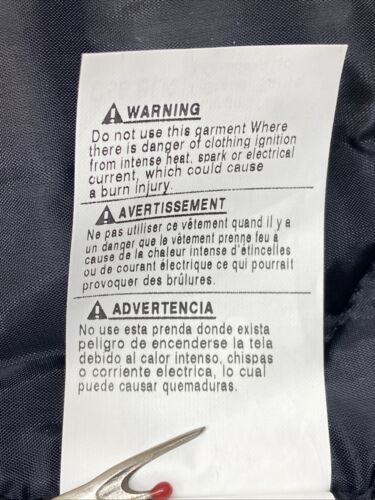 WARNING
Do not use this garment Where
there is danger of clothing ignition
from intense heat, spark or electrical
current, which could cause
a burn injury.
AVERTISSEMENT
Ne pas utiliser ce vêtement quand il y a
un danger que le vêtement prenne feu à
cause de la chaleur intense d'étincelles
ou de courant électrique ce qui pourrait
provoquer des brûlures.
ADVERTENCIA
No use esta prenda donde exista
peligro de encenderse la tela
debido al calor intenso, chispas
o corriente electrica, lo cual
puede causar quemaduras.